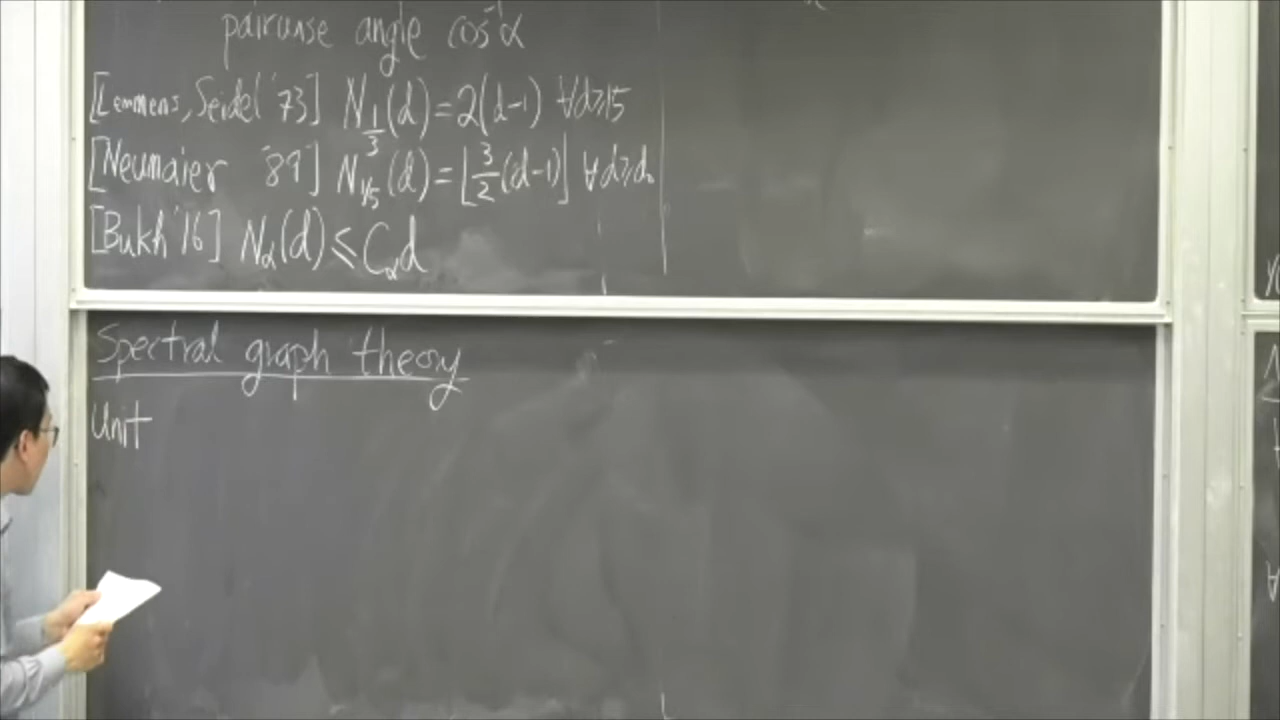 pairwise angle cos⁻¹α
[Lemmens, Seidel '73] N_{1/3}(d) = 2(d-1) ∀d≥15
[Neumaier '89] N_{1/5}(d) = ⌊3/2(d-1)⌋ ∀d≥d₀
[Bukh '16] N_α(d) ≤ C_α d
Spectral graph theory
Unit